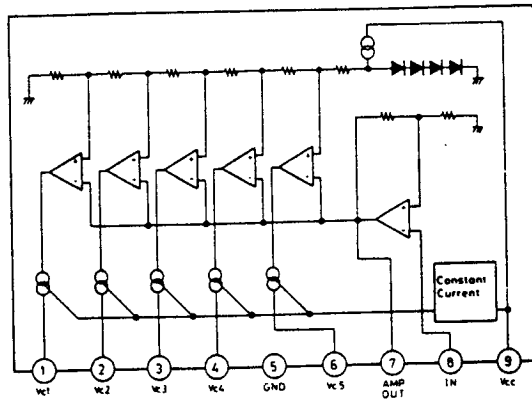 Constant
Current
1 2 3 4 5 6 7 8 9
Vc1 Vc2 Vc3 Vc4 GND Vc5 AMP OUT IN Vcc